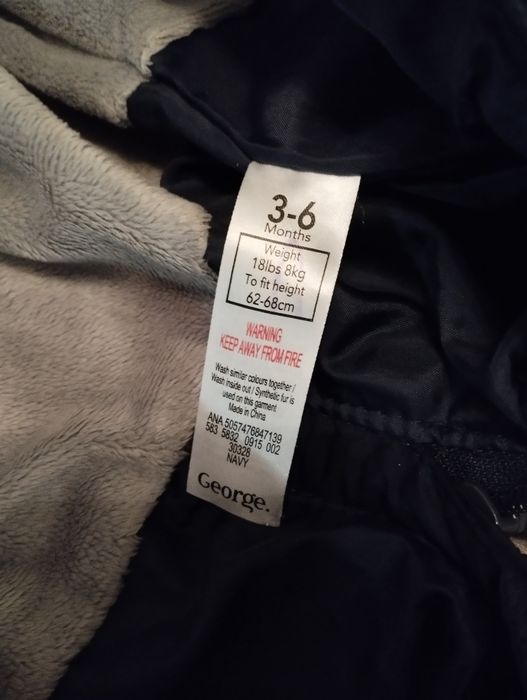 3-6
Months
Weight
18lbs 8kg
To fit height
62-68cm
WARNING
KEEP AWAY FROM FIRE
Wash similar colours together /
Wash inside out / Synthetic fur is
used on this garment
Made in China
ANA 5057476847139
583 5832 0915 002
30328
NAVY
George.